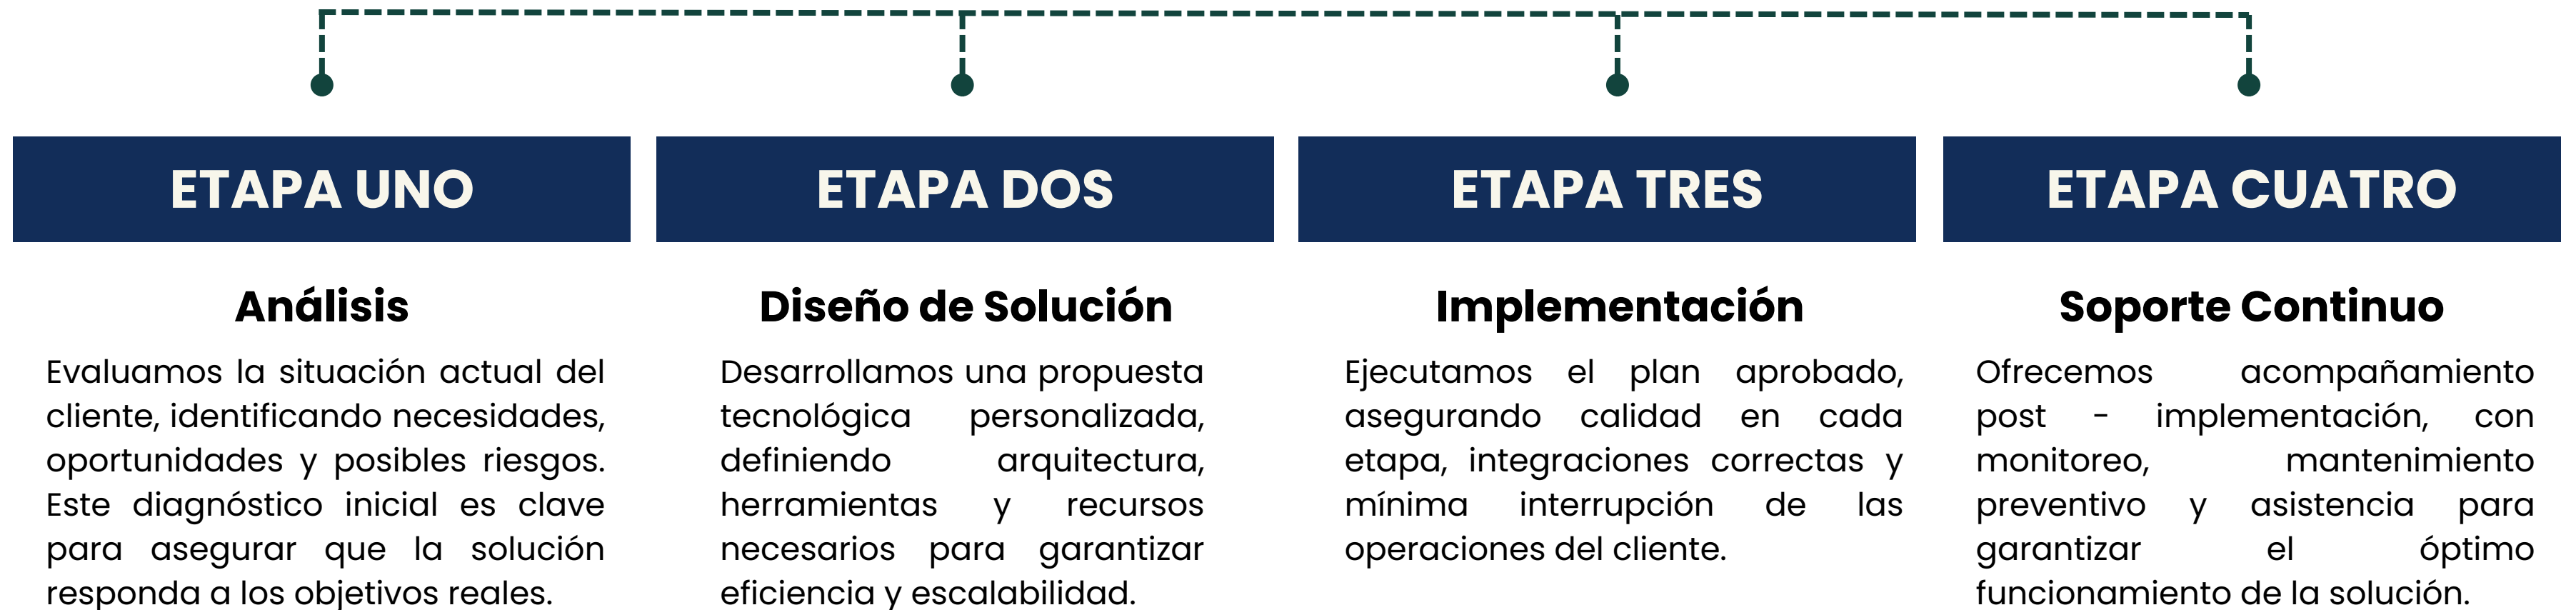 ETAPA UNO
Análisis
Evaluamos la situación actual del
cliente, identificando necesidades,
oportunidades y posibles riesgos.
Este diagnóstico inicial es clave
para asegurar que la solución
responda a los objetivos reales.
ETAPA DOS
Diseño de Solución
Desarrollamos una propuesta
tecnológica personalizada,
definiendo arquitectura,
herramientas y recursos
necesarios para garantizar
eficiencia y escalabilidad.
ETAPA TRES
Implementación
Ejecutamos el plan aprobado,
asegurando calidad en cada
etapa, integraciones correctas y
mínima interrupción de las
operaciones del cliente.
ETAPA CUATRO
Soporte Continuo
Ofrecemos acompañamiento
post - implementación, con
monitoreo, mantenimiento
preventivo y asistencia para
garantizar el óptimo
funcionamiento de la solución.